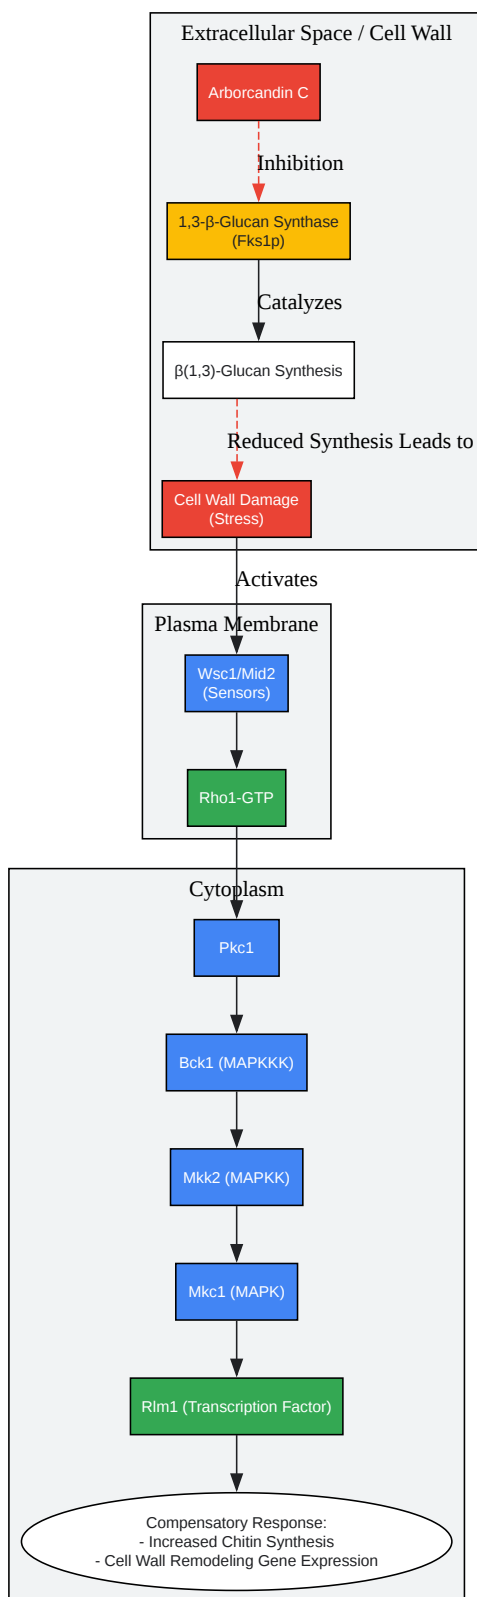 Extracellular Space / Cell Wall
Arborcandin C
Inhibition
1,3-β-Glucan Synthase
(Fks1p)
Catalyzes
β(1,3)-Glucan Synthesis
Reduced Synthesis Leads to
Cell Wall Damage
(Stress)
Activates
Plasma Membrane
Wsc1/Mid2
(Sensors)
Rho1-GTP
Cytoplasm
Pkc1
Bck1 (MAPKKK)
Mkk2 (MAPKK)
Mkc1 (MAPK)
Rlm1 (Transcription Factor)
Compensatory Response:
- Increased Chitin Synthesis
- Cell Wall Remodeling Gene Expression